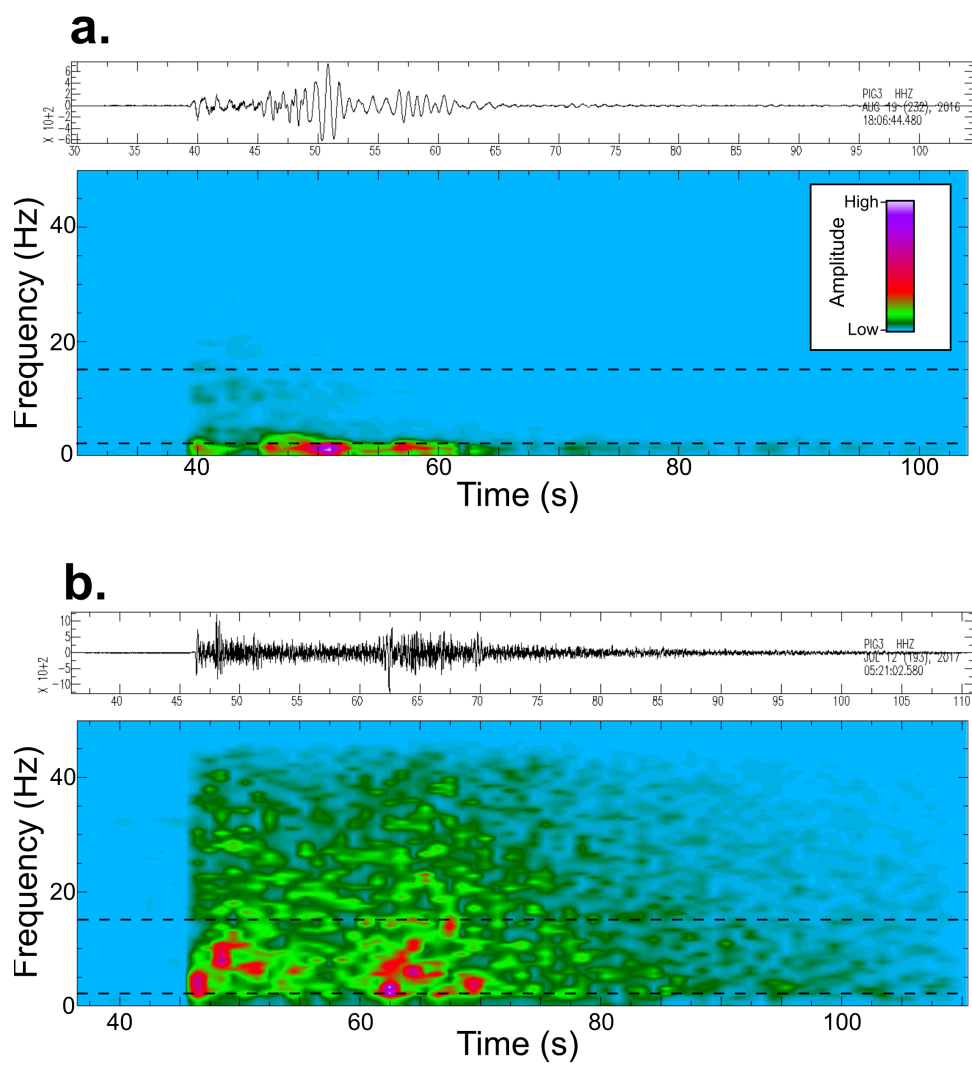 a.
6
4
2
0
−2
−4
−6
X 10+2
30 35 40 45 50 55 60 65 70 75 80 85 90 95 100
PIG3 HHZ
AUG 19 (232), 2016
18:06:44.480
Frequency (Hz)
40
20
0
High
Amplitude
Low
40 60 80 100
Time (s)
b.
10
5
0
−5
−10
X 10+2
40 45 50 55 60 65 70 75 80 85 90 95 100 105 110
PIG3 HHZ
JUL 12 (193), 2017
05:21:02.580
Frequency (Hz)
40
20
0
40 60 80 100
Time (s)